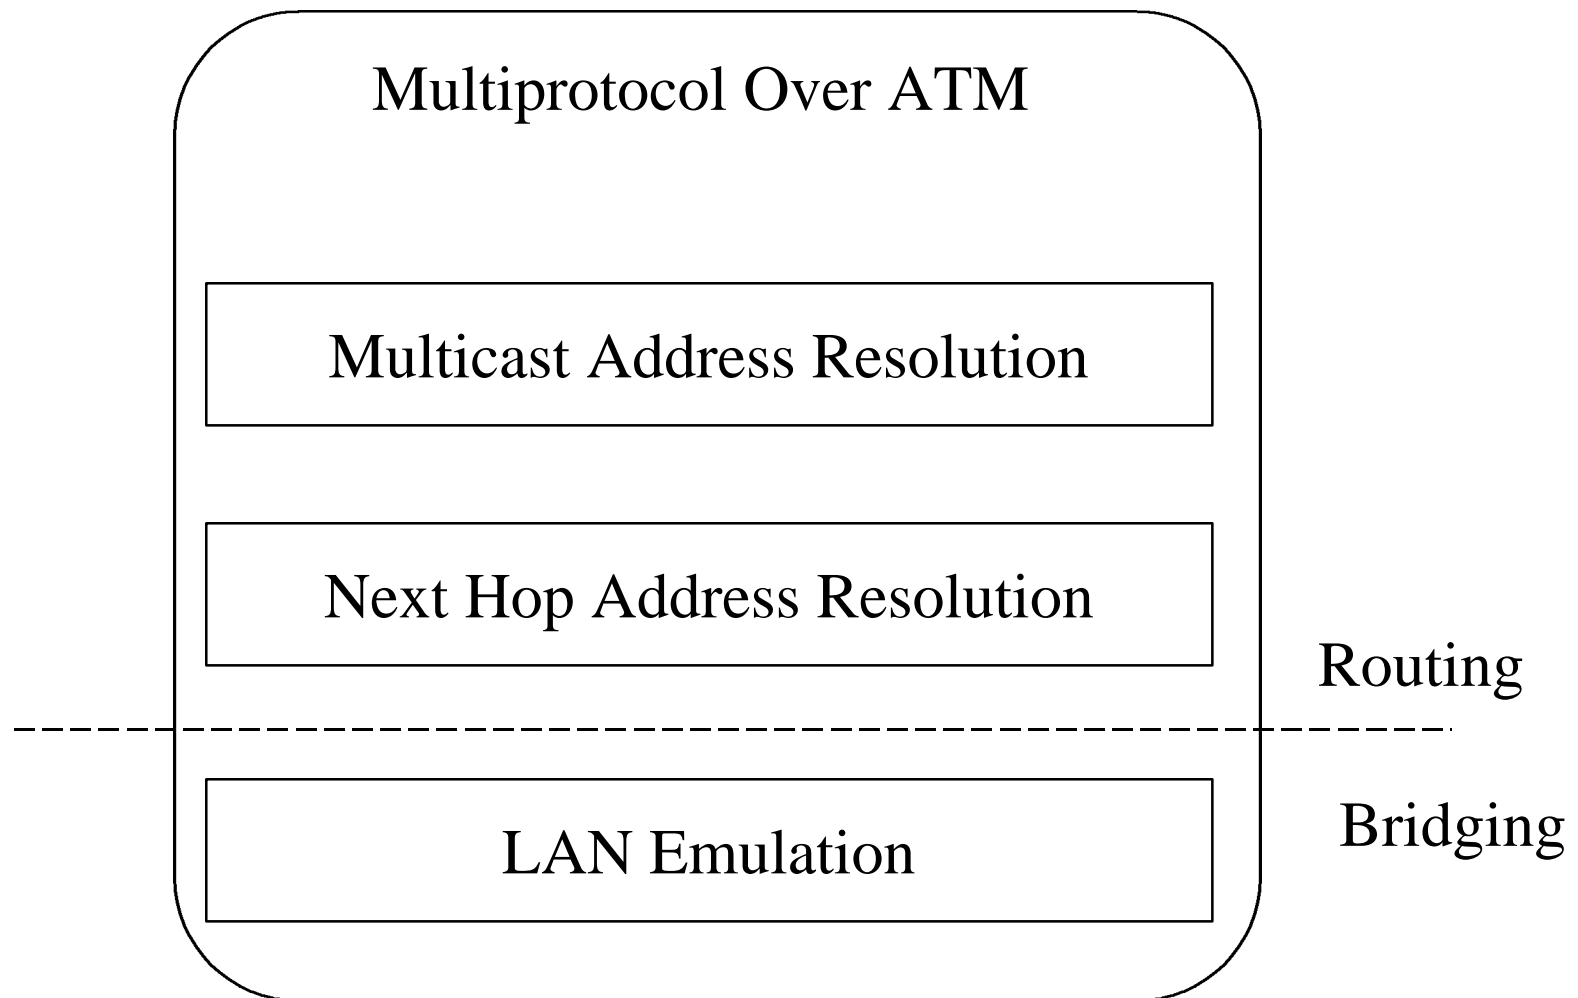 Multiprotocol Over ATM
Multicast Address Resolution
Next Hop Address Resolution
Routing
LAN Emulation
Bridging